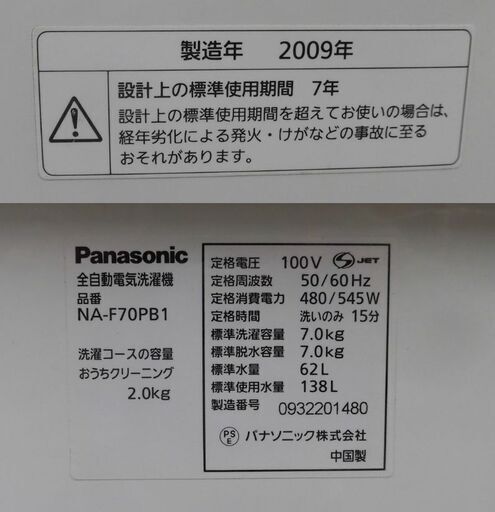 製造年 2009年
設計上の標準使用期間 7年
設計上の標準使用期間を超えてお使いの場合は、
経年劣化による発火・けがなどの事故に至る
おそれがあります。
Panasonic
全自動電気洗濯機
品番
NA-F70PB1
洗濯コースの容量
おうちクリーニング
2.0kg
定格電圧 100V S JET
定格周波数 50/60Hz
定格消費電力 480/545W
定格時間 洗いのみ 15分
標準洗濯容量 7.0kg
標準脱水容量 7.0kg
標準水量 62L
標準使用水量 138L
製造番号 0932201480
PSE パナソニック株式会社
中国製